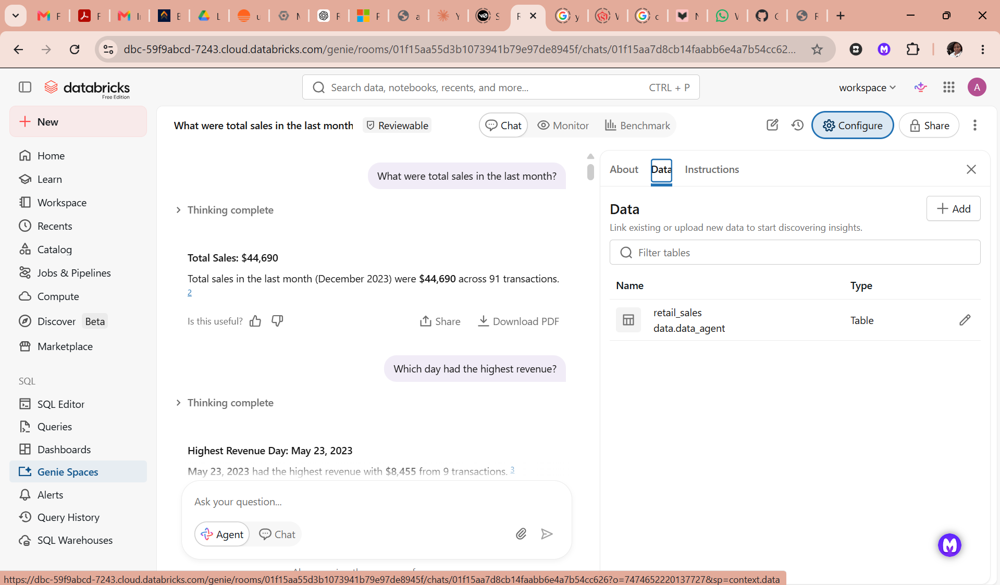 dbc-59f9abcd-7243.cloud.databricks.com/genie/rooms/01f15aa55d3b1073941b79e97de8945f/chats/01f15aa7d8cb14faabb6e4a7b54cc62...
databricks
Free Edition
Search data, notebooks, recents, and more...
CTRL + P
workspace
A
New
Home
Learn
Workspace
Recents
Catalog
Jobs & Pipelines
Compute
Discover Beta
Marketplace
SQL
SQL Editor
Queries
Dashboards
Genie Spaces
Alerts
Query History
SQL Warehouses
What were total sales in the last month
Reviewable
Chat
Monitor
Benchmark
Configure
Share
What were total sales in the last month?
Thinking complete
Total Sales: $44,690
Total sales in the last month (December 2023) were $44,690 across 91 transactions.
2
Is this useful?
Share
Download PDF
Which day had the highest revenue?
Thinking complete
Highest Revenue Day: May 23, 2023
May 23, 2023 had the highest revenue with $8,455 from 9 transactions. 3
Ask your question...
Agent
Chat
About
Data
Instructions
Data
Add
Link existing or upload new data to start discovering insights.
Filter tables
Name
Type
retail_sales
data.data_agent
Table
https://dbc-59f9abcd-7243.cloud.databricks.com/genie/rooms/01f15aa55d3b1073941b79e97de8945f/chats/01f15aa7d8cb14faabb6e4a7b54cc626?o=7474652220137727&sp=context.data